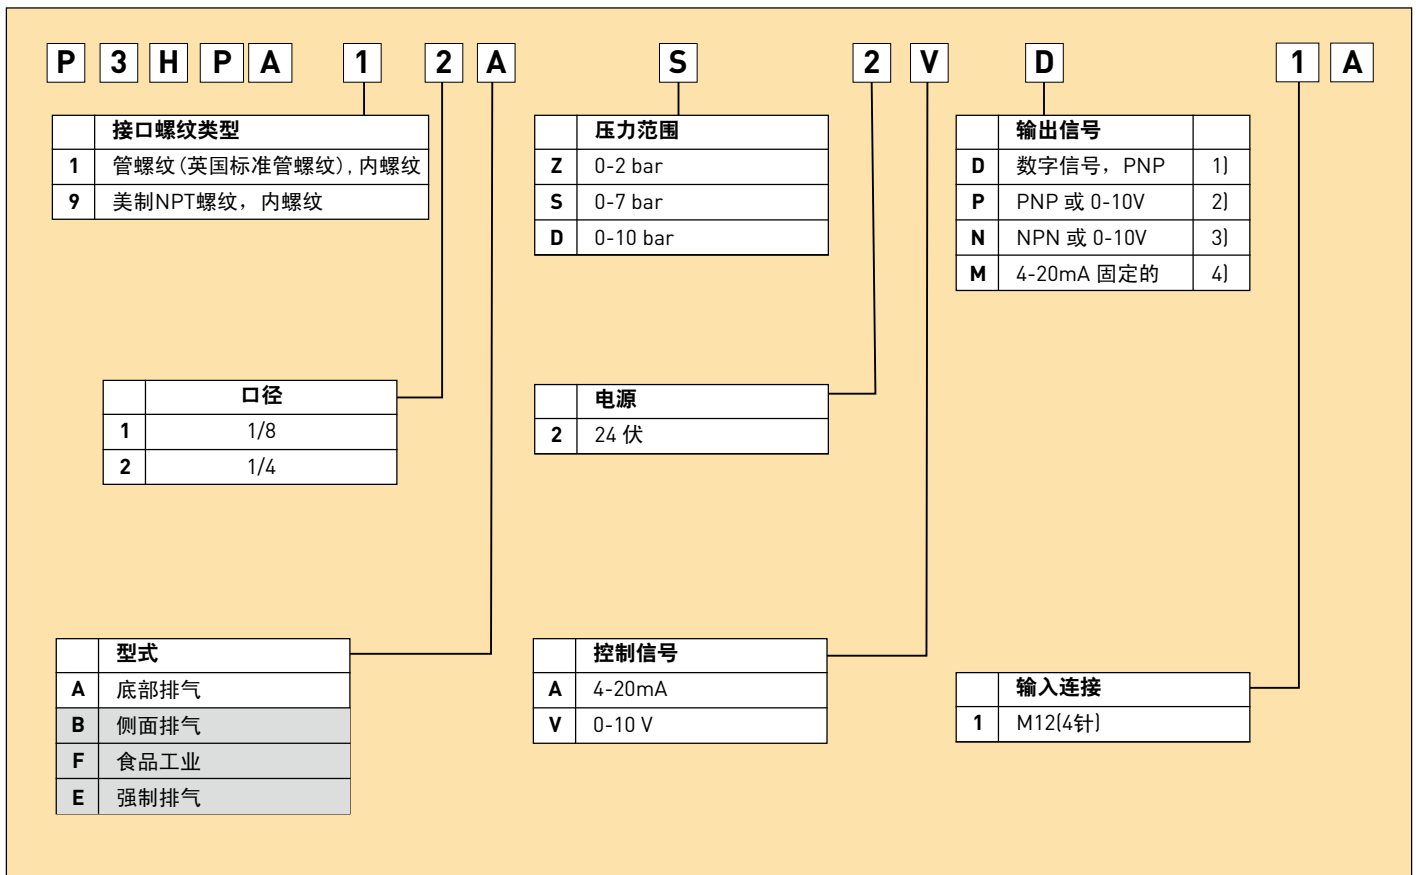 P 3 H P A 1 2 A S 2 V D 1 A
接口螺纹类型
1 管螺纹(英国标准管螺纹), 内螺纹
9 美制NPT螺纹，内螺纹
压力范围
Z 0-2 bar
S 0-7 bar
D 0-10 bar
输出信号
D 数字信号，PNP 1)
P PNP 或 0-10V 2)
N NPN 或 0-10V 3)
M 4-20mA 固定的 4)
口径
1 1/8
2 1/4
电源
2 24 伏
型式
A 底部排气
B 侧面排气
F 食品工业
E 强制排气
控制信号
A 4-20mA
V 0-10 V
输入连接
1 M12(4针)